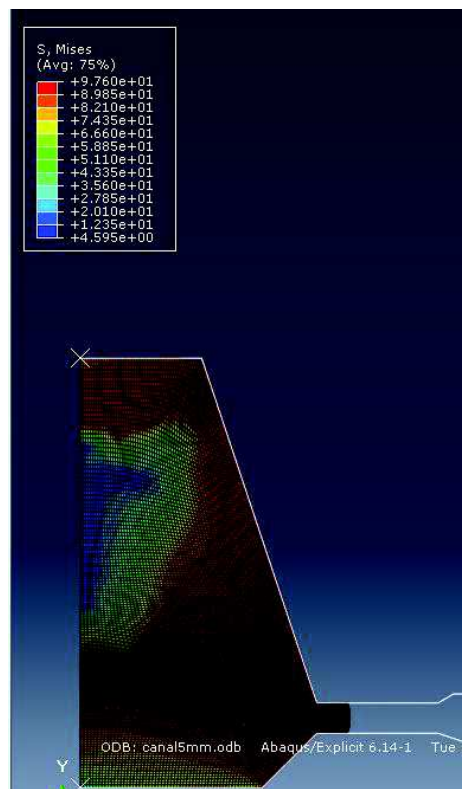 S, Mises
(Avg: 75%)
+9.760e+01
+8.985e+01
+8.210e+01
+7.435e+01
+6.660e+01
+5.885e+01
+5.110e+01
+4.335e+01
+3.560e+01
+2.785e+01
+2.010e+01
+1.235e+01
+4.595e+00
ODB: canal5mm.odb Abaqus/Explicit 6.14-1 Tue
Y